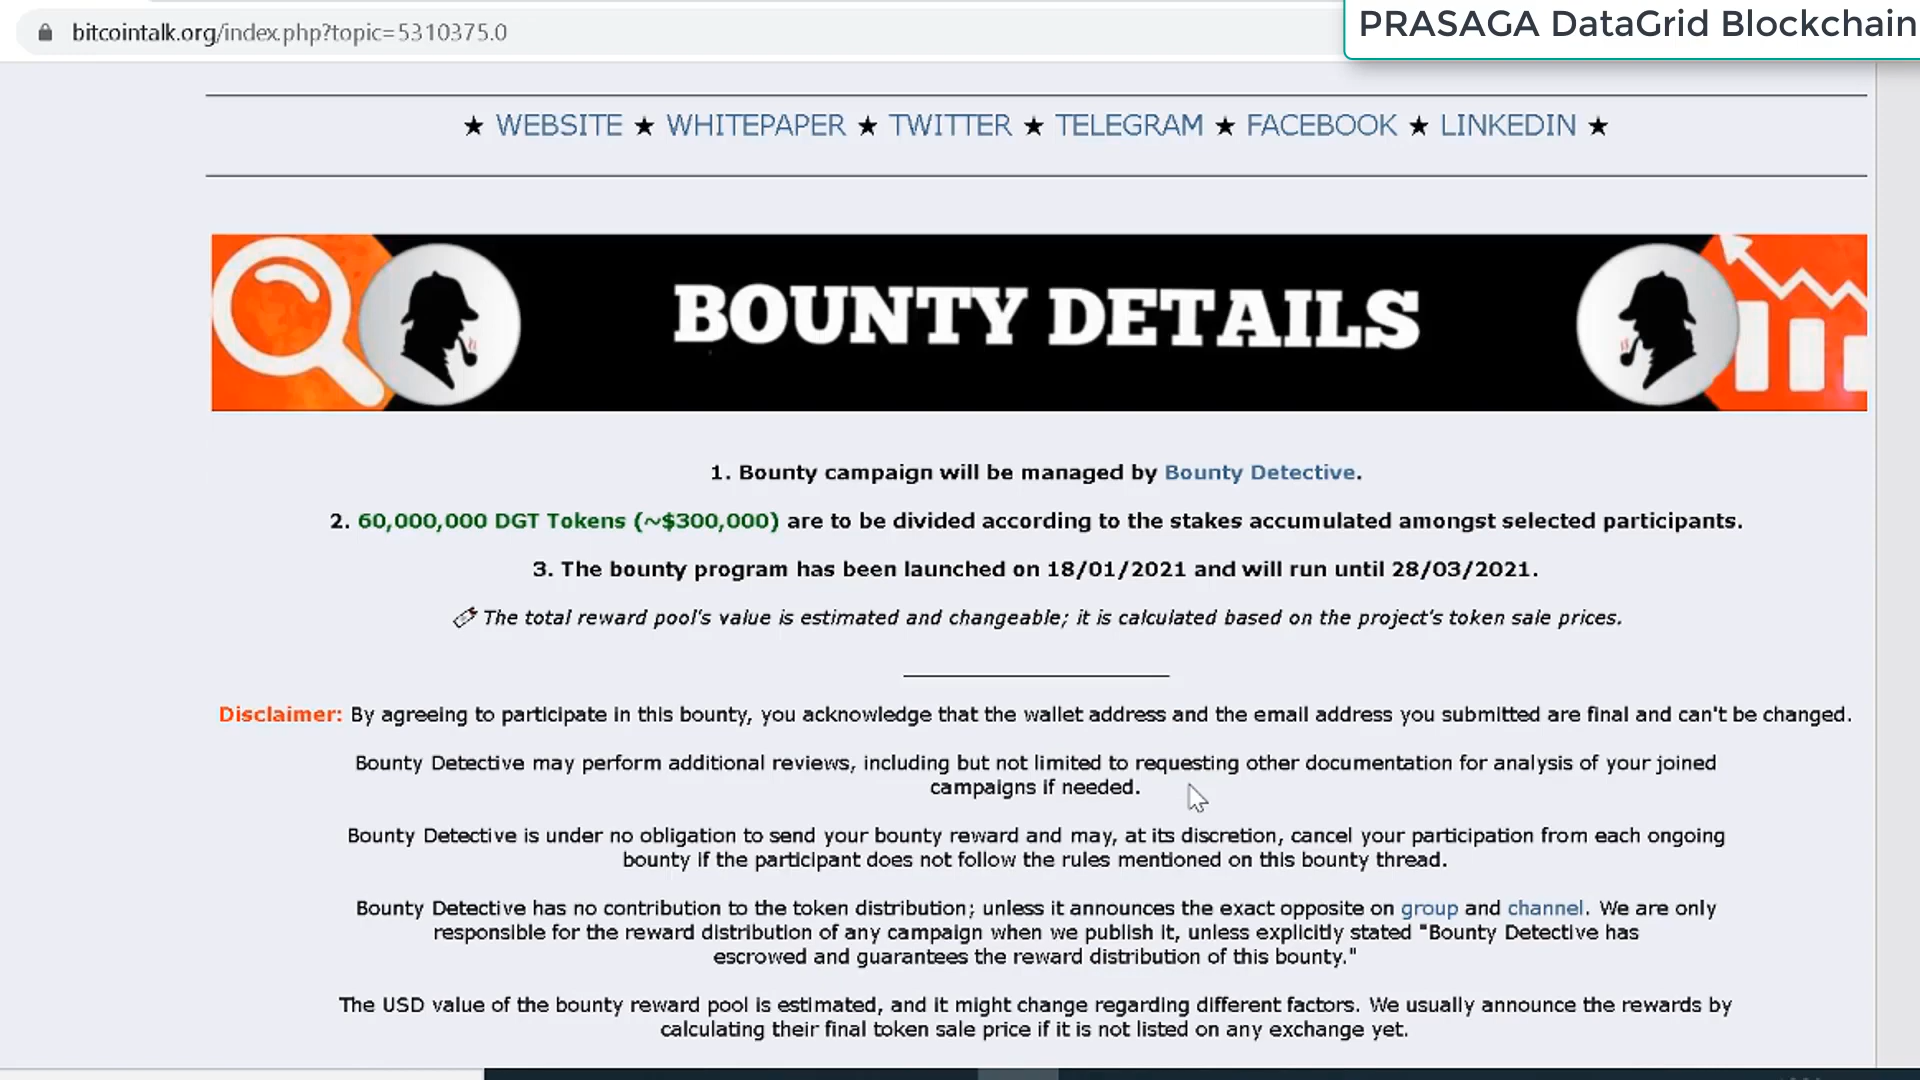 bitcointalk.org/index.php?topic=5310375.0
PRASAGA DataGrid Blockchain
★ WEBSITE ★ WHITEPAPER ★ TWITTER ★ TELEGRAM ★ FACEBOOK ★ LINKEDIN ★
BOUNTY DETAILS
1. Bounty campaign will be managed by Bounty Detective.
2. 60,000,000 DGT Tokens (~$300,000) are to be divided according to the stakes accumulated amongst selected participants.
3. The bounty program has been launched on 18/01/2021 and will run until 28/03/2021.
The total reward pool's value is estimated and changeable; it is calculated based on the project's token sale prices.
Disclaimer: By agreeing to participate in this bounty, you acknowledge that the wallet address and the email address you submitted are final and can't be changed.
Bounty Detective may perform additional reviews, including but not limited to requesting other documentation for analysis of your joined
campaigns if needed.
Bounty Detective is under no obligation to send your bounty reward and may, at its discretion, cancel your participation from each ongoing
bounty if the participant does not follow the rules mentioned on this bounty thread.
Bounty Detective has no contribution to the token distribution; unless it announces the exact opposite on group and channel. We are only
responsible for the reward distribution of any campaign when we publish it, unless explicitly stated "Bounty Detective has
escrowed and guarantees the reward distribution of this bounty."
The USD value of the bounty reward pool is estimated, and it might change regarding different factors. We usually announce the rewards by
calculating their final token sale price if it is not listed on any exchange yet.